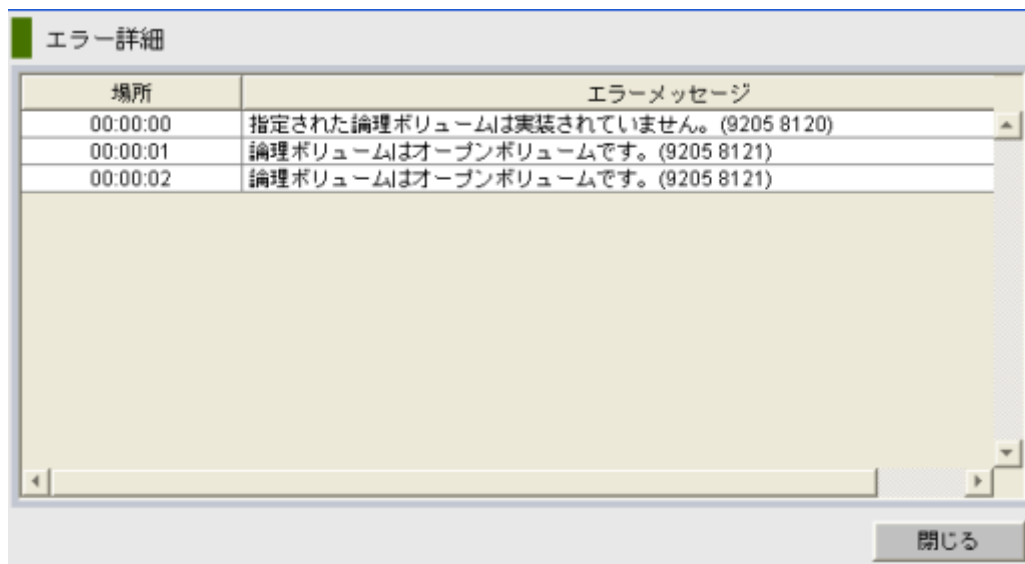 エラー詳細
場所 エラーメッセージ
00:00:00 指定された論理ボリュームは実装されていません。(9205 8120)
00:00:01 論理ボリュームはオープンボリュームです。(9205 8121)
00:00:02 論理ボリュームはオープンボリュームです。(9205 8121)
閉じる